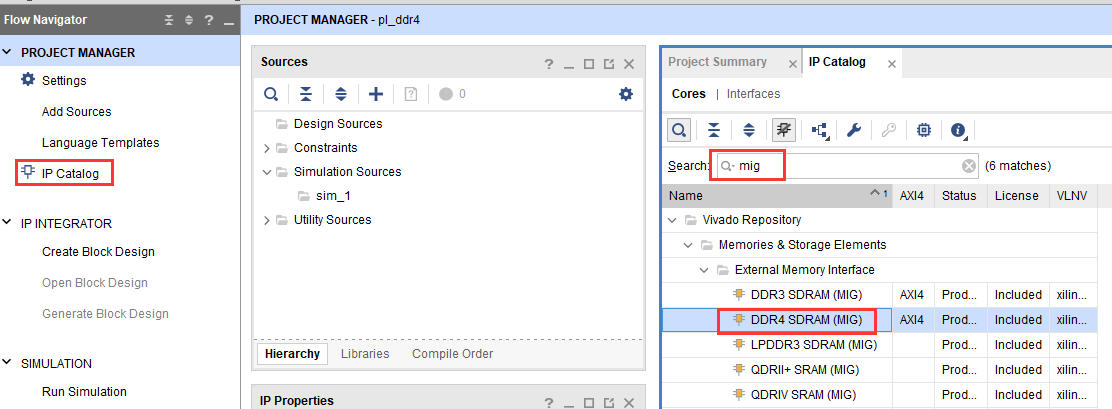 Flow Navigator
PROJECT MANAGER
Settings
Add Sources
Language Templates
IP Catalog
IP INTEGRATOR
Create Block Design
Open Block Design
Generate Block Design
SIMULATION
Run Simulation
PROJECT MANAGER - pl_ddr4
Sources
0
Design Sources
Constraints
Simulation Sources
sim_1
Utility Sources
Hierarchy Libraries Compile Order
IP Properties
Project Summary IP Catalog
Cores | Interfaces
Search: mig (6 matches)
Name 1 AXI4 Status License VLNV
Vivado Repository
Memories & Storage Elements
External Memory Interface
DDR3 SDRAM (MIG) AXI4 Prod... Included xilin...
DDR4 SDRAM (MIG) AXI4 Prod... Included xilin...
LPDDR3 SDRAM (MIG) Prod... Included xilin...
QDRII+ SRAM (MIG) Prod... Included xilin...
QDRIV SRAM (MIG) Prod... Included xilin...